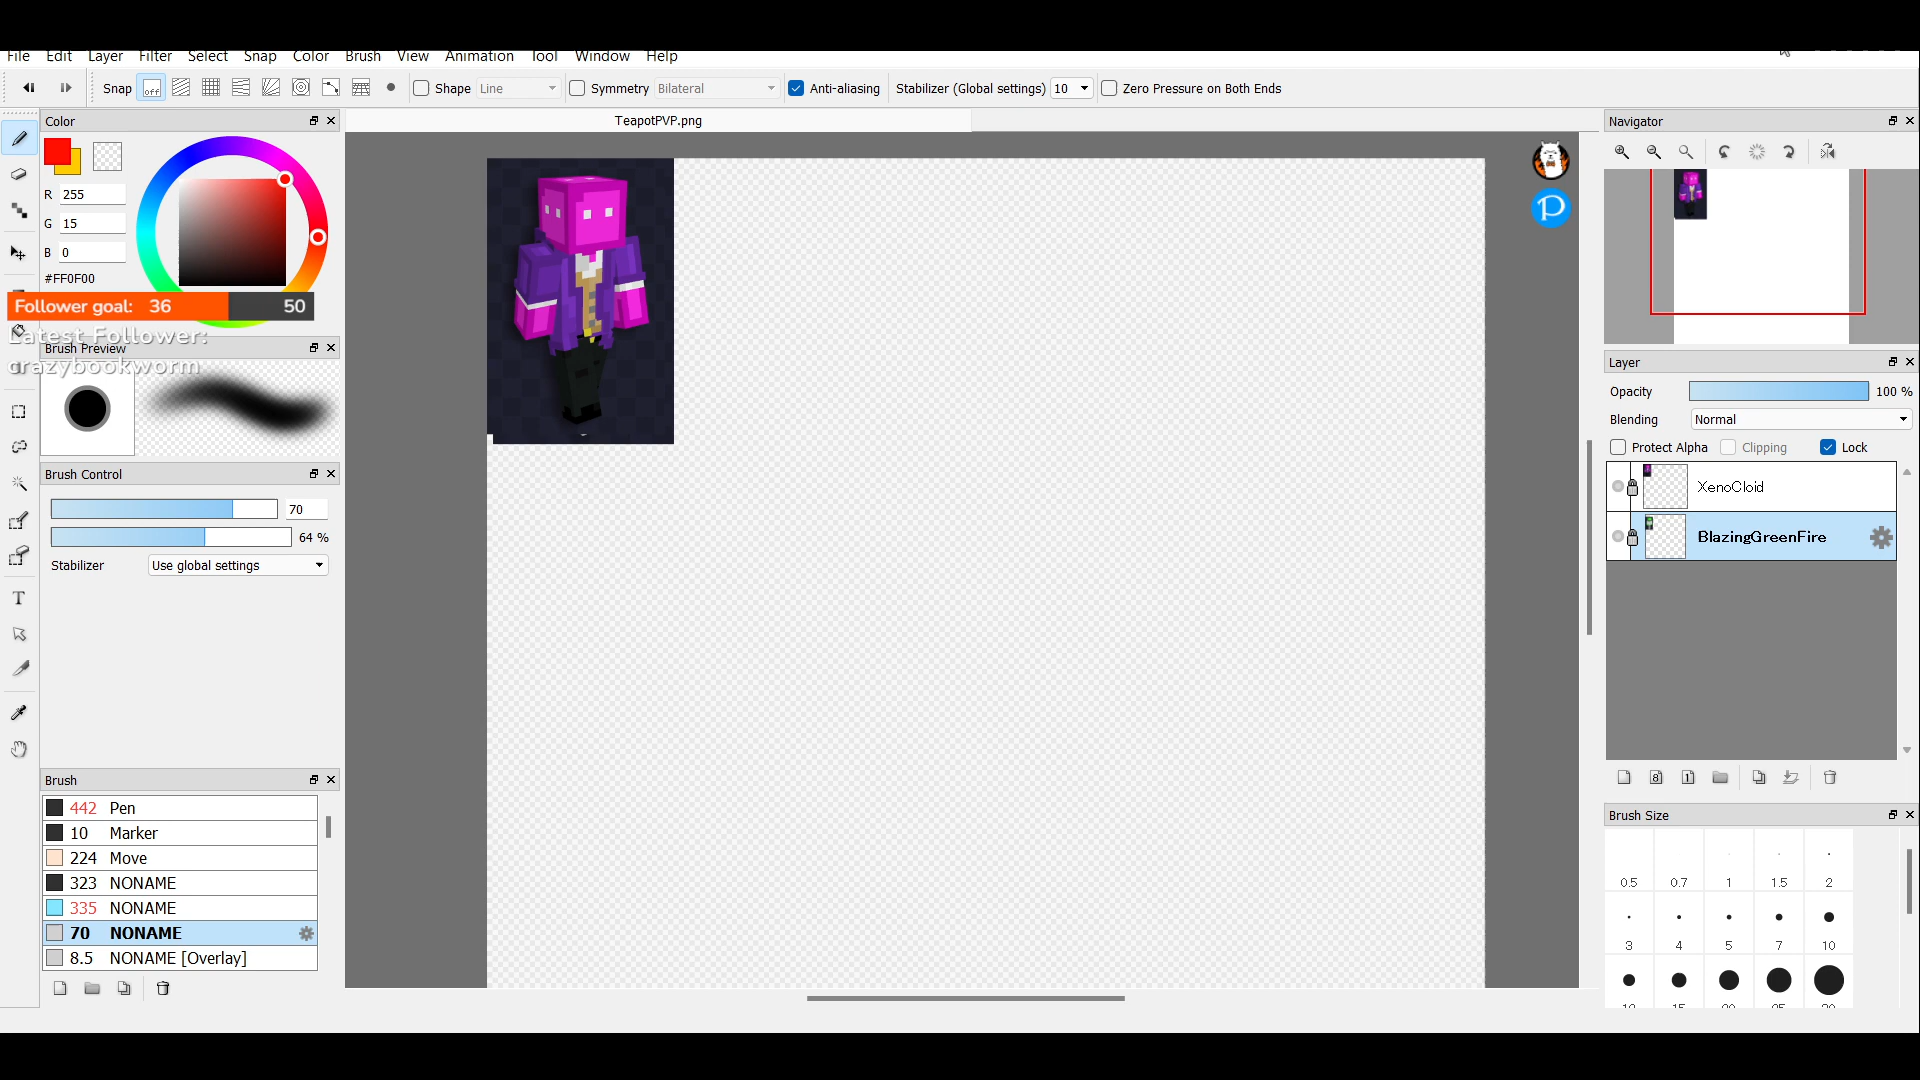 File Edit Layer Filter Select Snap Color Brush View Animation Tool Window Help
Snap off Shape Line Symmetry Bilateral Anti-aliasing Stabilizer (Global settings) 10 Zero Pressure on Both Ends
Color
TeapotPVP.png
Navigator
R 255
G 15
B 0
#FF0F00
Follower goal: 36 50
Latest Follower:
crazybookworm
Brush Preview
Brush Control
70
64 %
Stabilizer Use global settings
Brush
442 Pen
10 Marker
224 Move
323 NONAME
335 NONAME
70 NONAME
8.5 NONAME [Overlay]
Layer
Opacity 100 %
Blending Normal
Protect Alpha Clipping Lock
XenoCloid
BlazingGreenFire
8 1
Brush Size
0.5 0.7 1 1.5 2
3 4 5 7 10